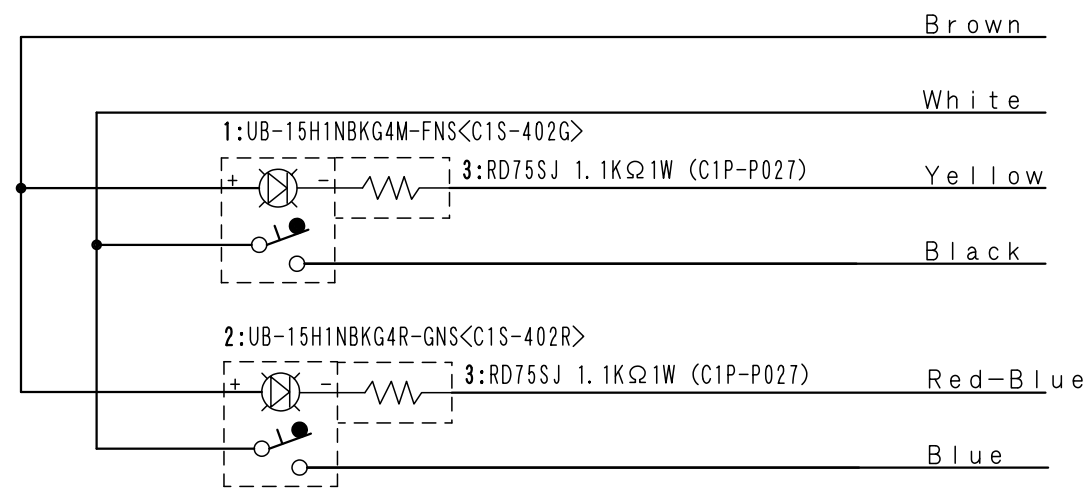 Brown
White
1:UB-15H1NBKG4M-FNS<C1S-402G>
3:RD75SJ 1.1KΩ1W (C1P-P027)
+ −
Yellow
Black
2:UB-15H1NBKG4R-GNS<C1S-402R>
3:RD75SJ 1.1KΩ1W (C1P-P027)
+ −
Red-Blue
Blue